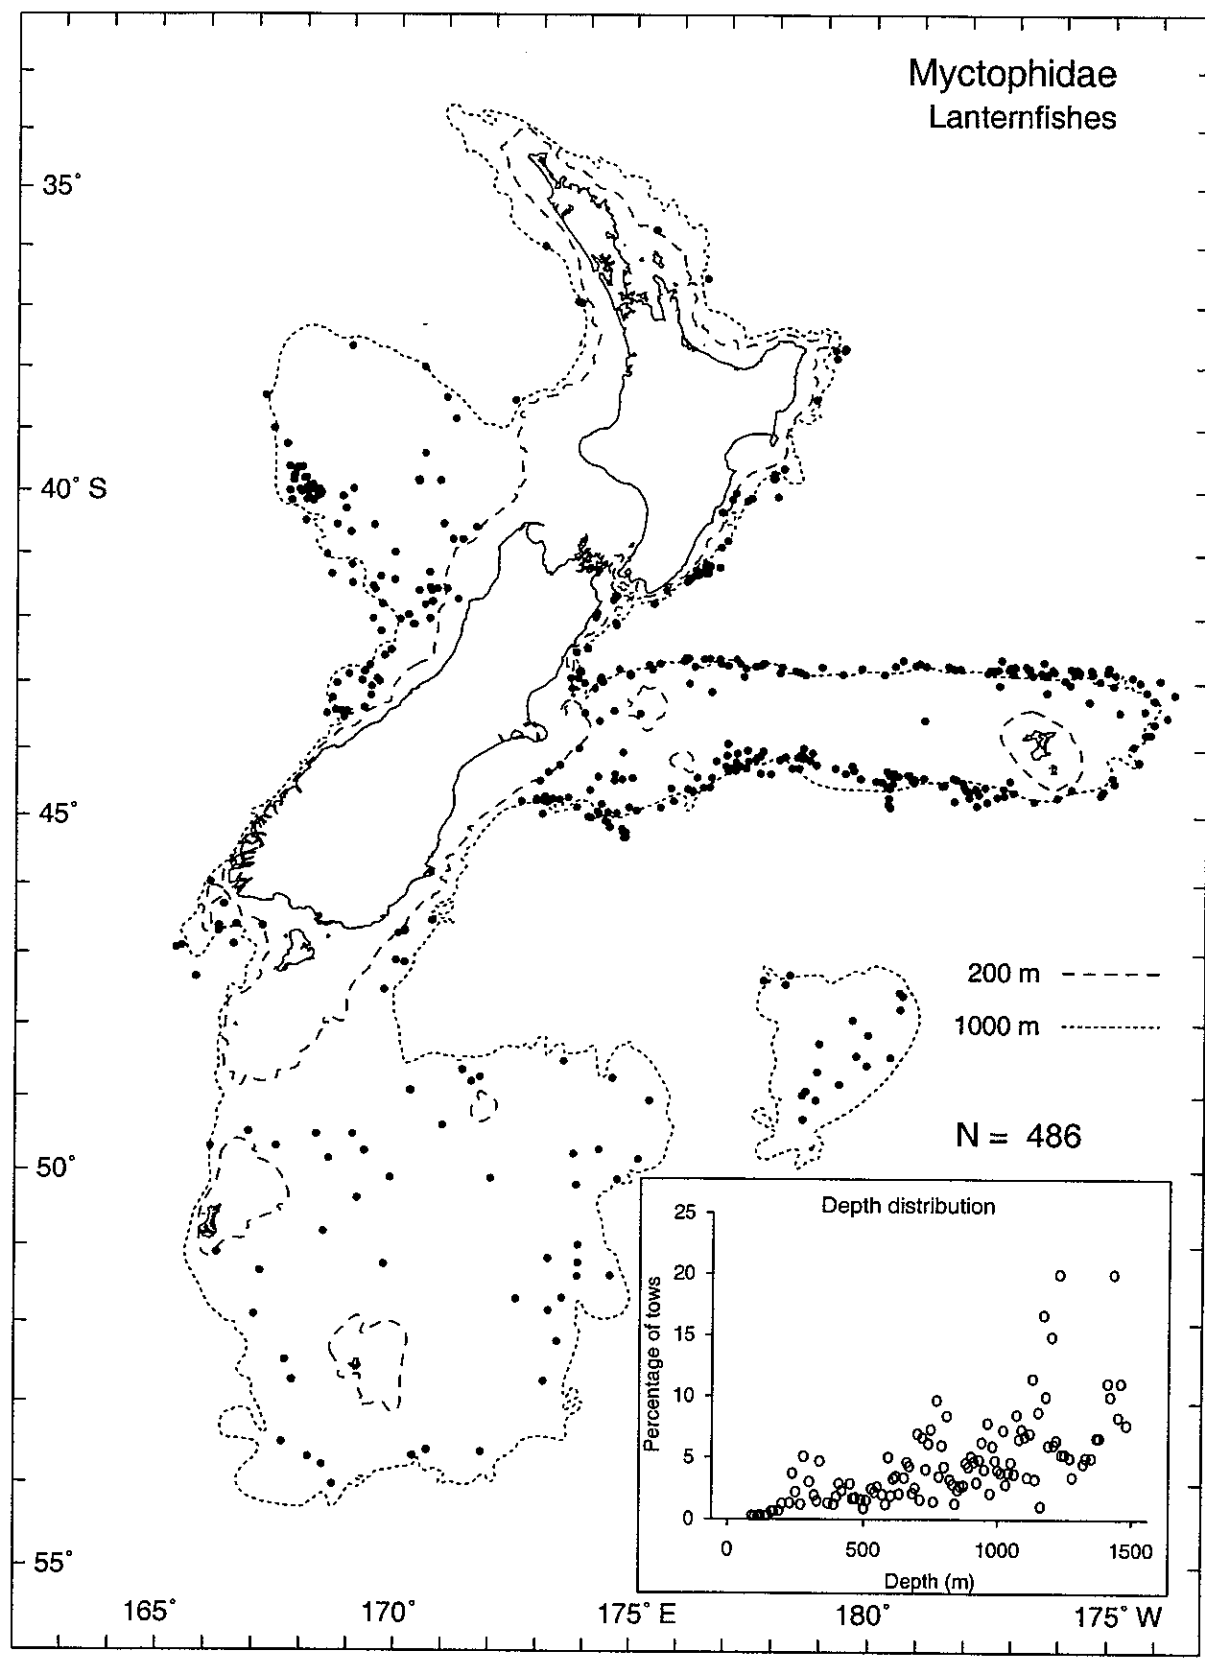 Myctophidae
Lanternfishes
35°
40° S
45°
50°
55°
165°
170°
175° E
180°
175° W
200 m
1000 m
N = 486
Depth distribution
Percentage of tows
25
20
15
10
5
0
0
500
1000
1500
Depth (m)